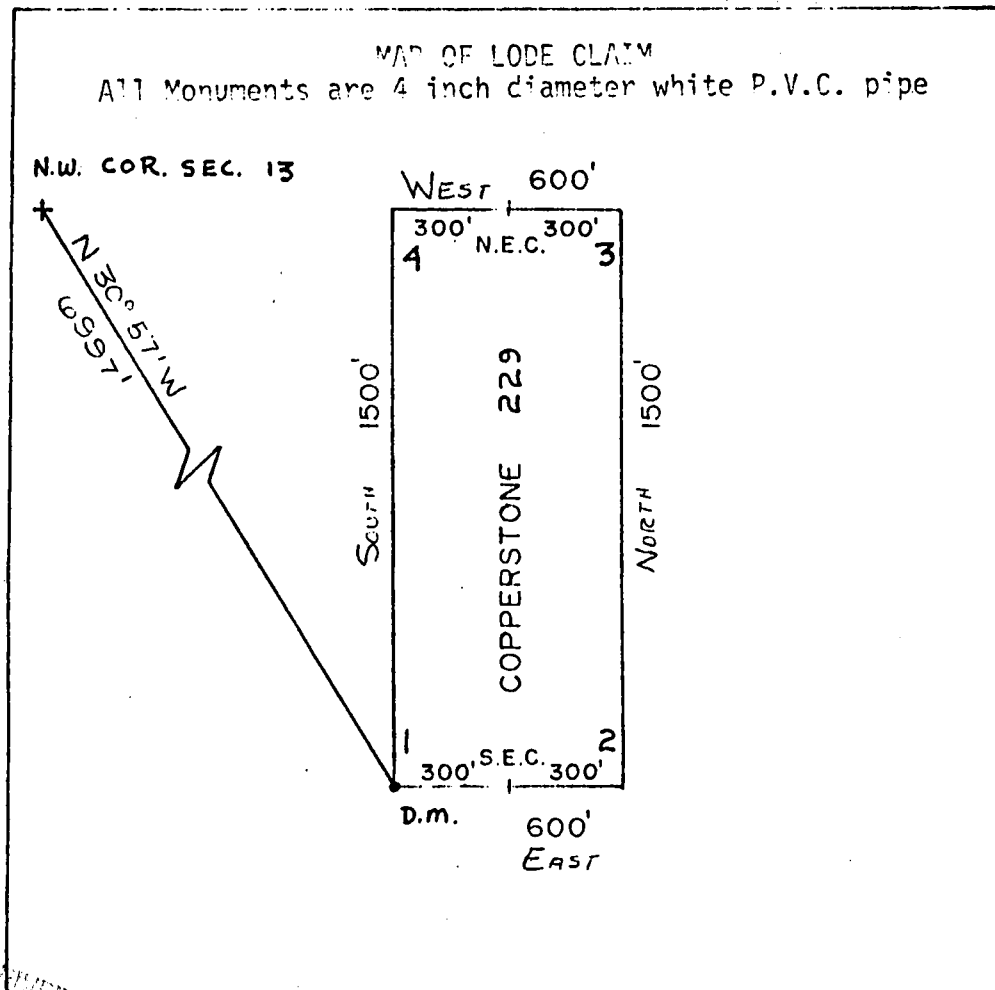 MAP OF LODE CLAIM
All Monuments are 4 inch diameter white P.V.C. pipe
N.W. COR. SEC. 13
WEST 600'
300' 300'
N.E.C.
4 3
N 30° 57' W
6997'
1500'
SOUTH
COPPERSTONE 229
1500'
NORTH
1 2
S.E.C.
300' 300'
D.M.
600'
EAST